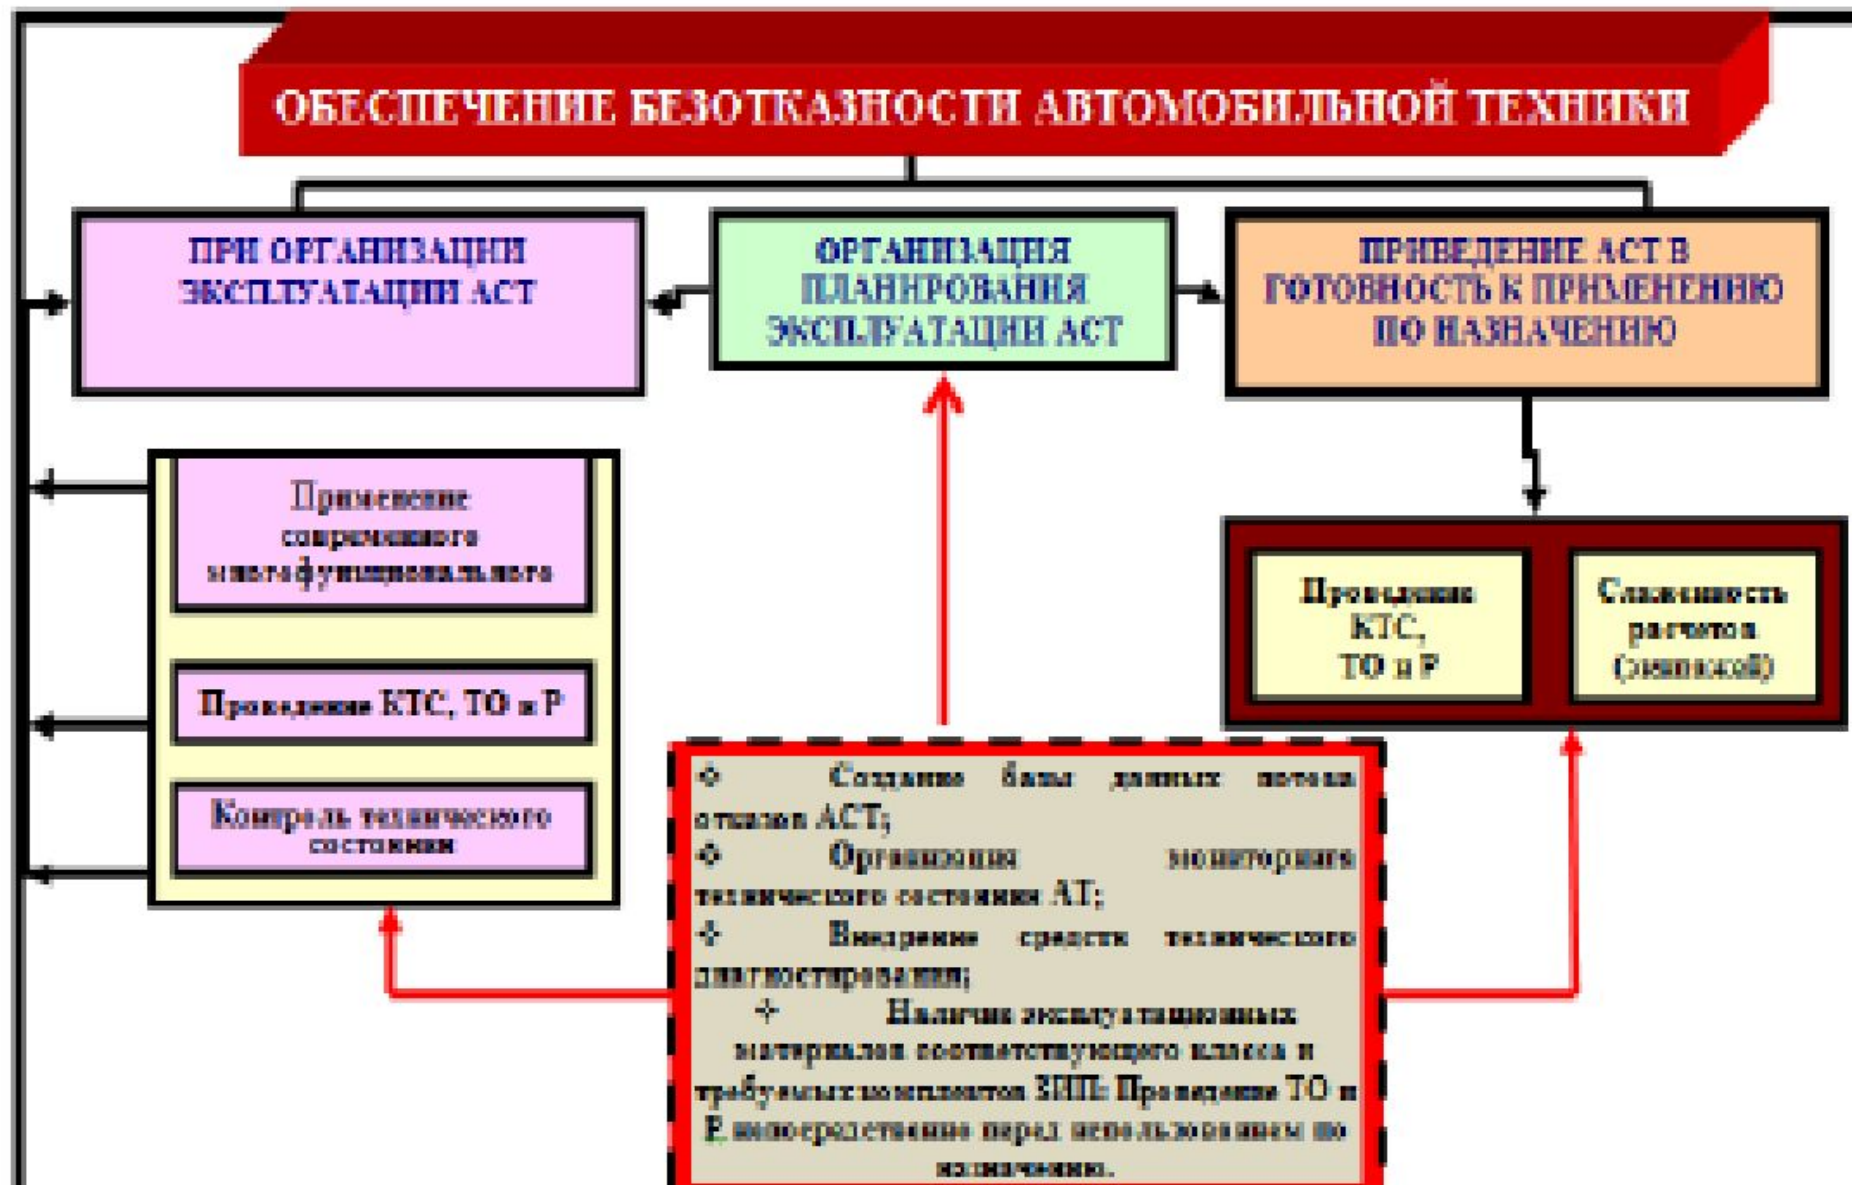 ОБЕСПЕЧЕНИЕ БЕЗОТКАЗНОСТИ АВТОМОБИЛЬНОЙ ТЕХНИКИ
ПРИ ОРГАНИЗАЦИИ
ЭКСПЛУАТАЦИИ АСТ
ОРГАНИЗАЦИЯ
ПЛАНИРОВАНИЯ
ЭКСПЛУАТАЦИИ АСТ
ПРИВЕДЕНИЕ АСТ В
ГОТОВНОСТЬ К ПРИМЕНЕНИЮ
ПО НАЗНАЧЕНИЮ
Применение
современного
многофункционального
Проведение КТС, ТО и Р
Контроль технического
состояния
Проведение
КТС,
ТО и Р
Слаженность
расчетов
(экипажей)
❖ Создание базы данных потока
отказов АСТ;
❖ Организация мониторинга
технического состояния АТ;
❖ Внедрение средств технического
диагностирования;
❖ Наличия эксплуатационных
материалов соответствующего класса и
требуемых комплектов ЗИП: Проведение ТО и
Р непосредственно перед использованием по
назначению.